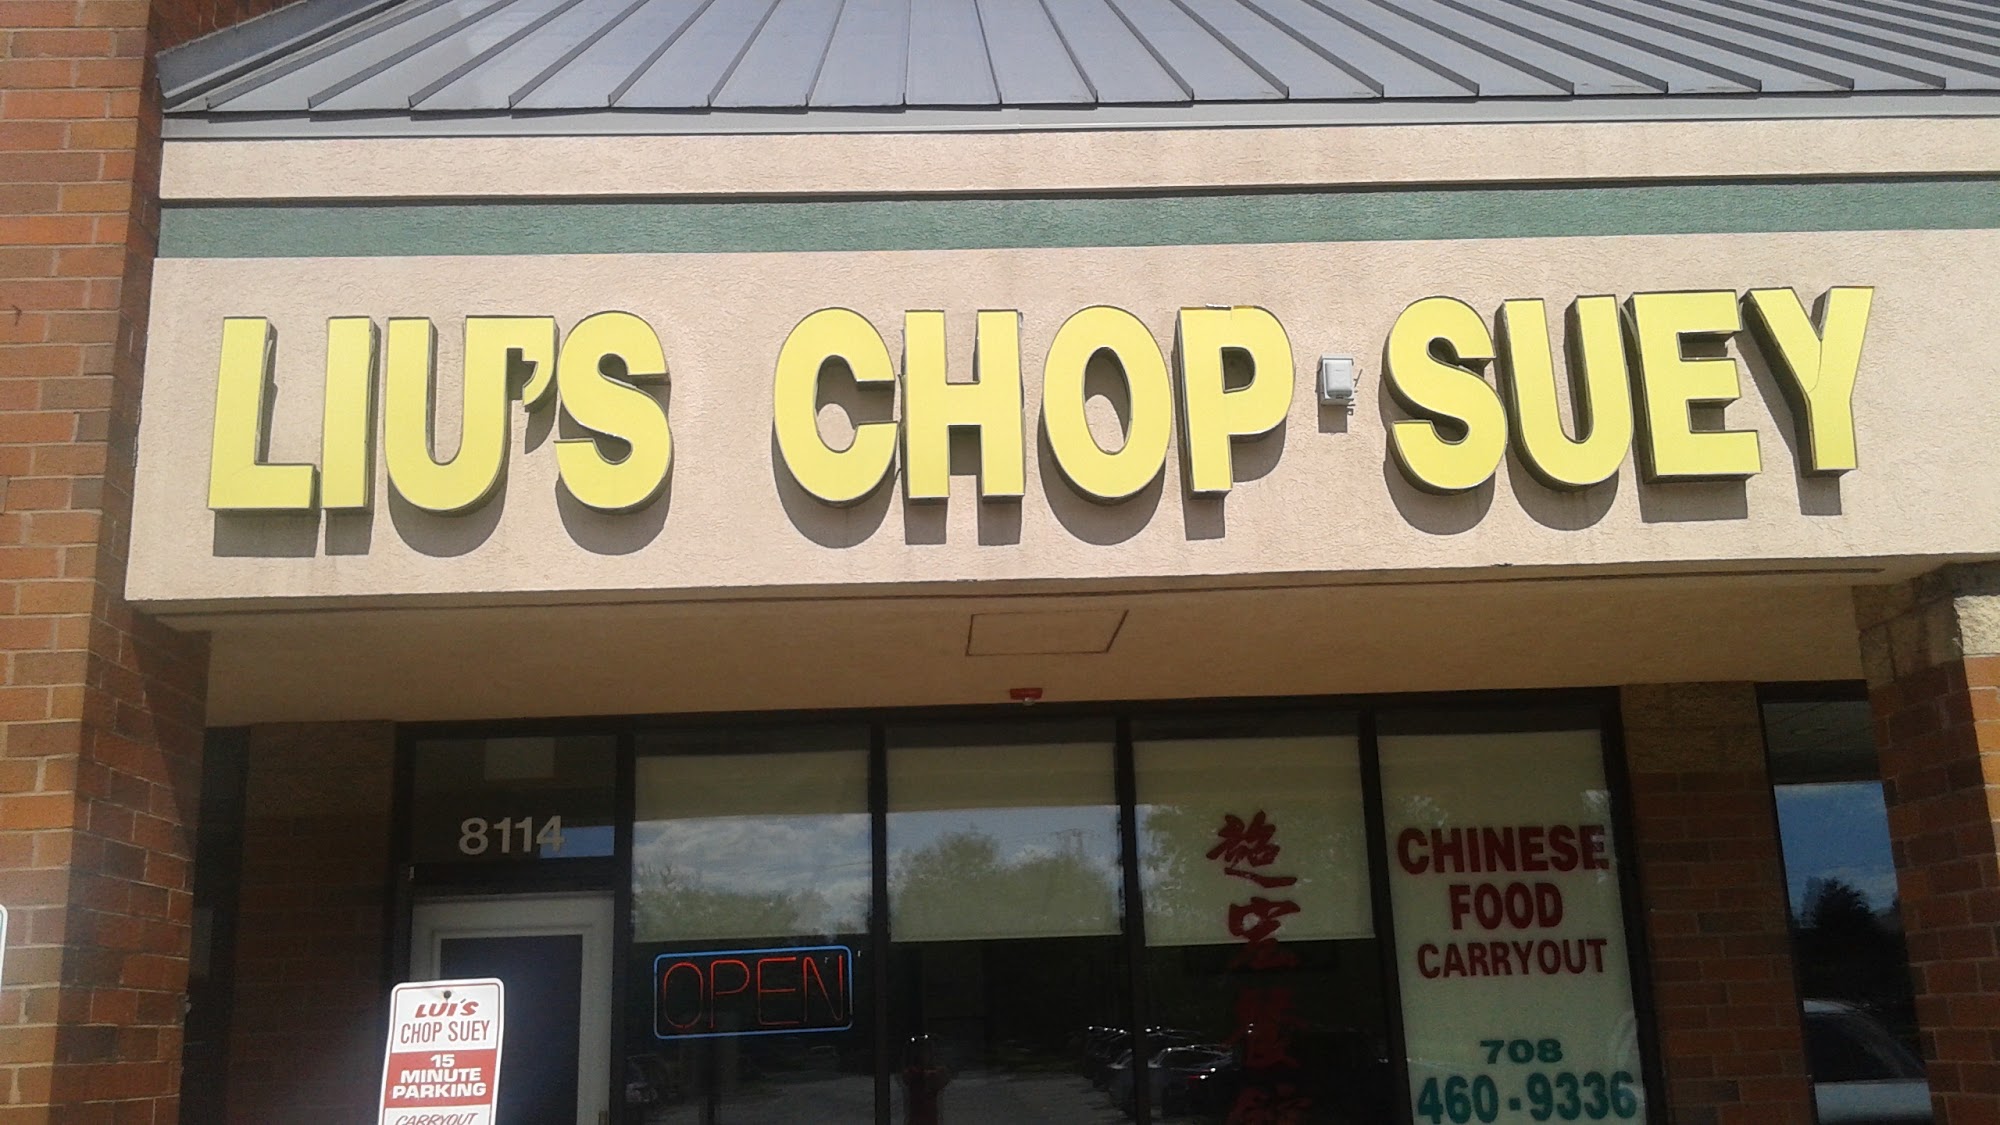 LIU'S CHOP SUEY
8114
OPEN
CHINESE
FOOD
CARRYOUT
708
460-9336
LUI'S
CHOP SUEY
15
MINUTE
PARKING
CARRYOUT